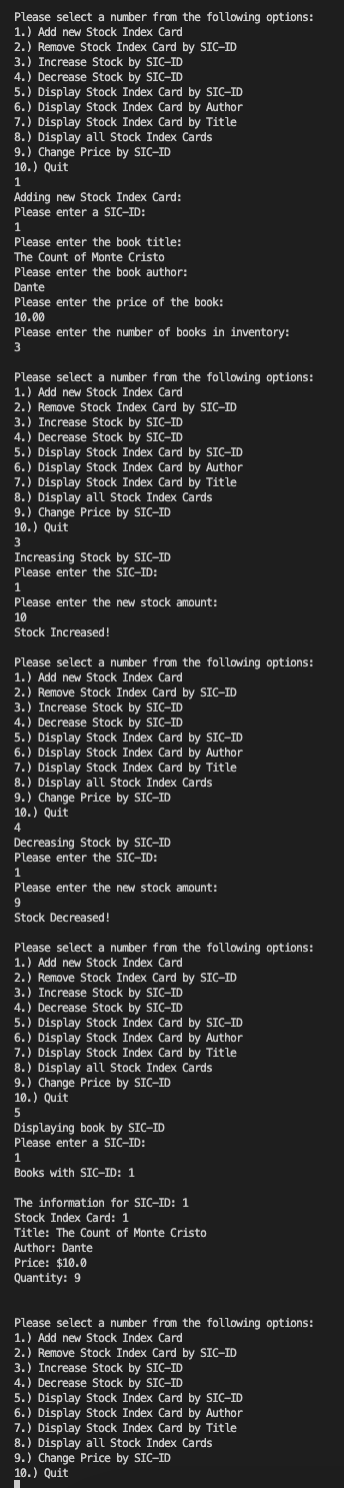 Please select a number from the following options:
1.) Add new Stock Index Card
2.) Remove Stock Index Card by SIC-ID
3.) Increase Stock by SIC-ID
4.) Decrease Stock by SIC-ID
5.) Display Stock Index Card by SIC-ID
6.) Display Stock Index Card by Author
7.) Display Stock Index Card by Title
8.) Display all Stock Index Cards
9.) Change Price by SIC-ID
10.) Quit
1
Adding new Stock Index Card:
Please enter a SIC-ID:
1
Please enter the book title:
The Count of Monte Cristo
Please enter the book author:
Dante
Please enter the price of the book:
10.00
Please enter the number of books in inventory:
3

Please select a number from the following options:
1.) Add new Stock Index Card
2.) Remove Stock Index Card by SIC-ID
3.) Increase Stock by SIC-ID
4.) Decrease Stock by SIC-ID
5.) Display Stock Index Card by SIC-ID
6.) Display Stock Index Card by Author
7.) Display Stock Index Card by Title
8.) Display all Stock Index Cards
9.) Change Price by SIC-ID
10.) Quit
3
Increasing Stock by SIC-ID
Please enter the SIC-ID:
1
Please enter the new stock amount:
10
Stock Increased!

Please select a number from the following options:
1.) Add new Stock Index Card
2.) Remove Stock Index Card by SIC-ID
3.) Increase Stock by SIC-ID
4.) Decrease Stock by SIC-ID
5.) Display Stock Index Card by SIC-ID
6.) Display Stock Index Card by Author
7.) Display Stock Index Card by Title
8.) Display all Stock Index Cards
9.) Change Price by SIC-ID
10.) Quit
4
Decreasing Stock by SIC-ID
Please enter the SIC-ID:
1
Please enter the new stock amount:
9
Stock Decreased!

Please select a number from the following options:
1.) Add new Stock Index Card
2.) Remove Stock Index Card by SIC-ID
3.) Increase Stock by SIC-ID
4.) Decrease Stock by SIC-ID
5.) Display Stock Index Card by SIC-ID
6.) Display Stock Index Card by Author
7.) Display Stock Index Card by Title
8.) Display all Stock Index Cards
9.) Change Price by SIC-ID
10.) Quit
5
Displaying book by SIC-ID
Please enter a SIC-ID:
1
Books with SIC-ID: 1

The information for SIC-ID: 1
Stock Index Card: 1
Title: The Count of Monte Cristo
Author: Dante
Price: $10.0
Quantity: 9

Please select a number from the following options:
1.) Add new Stock Index Card
2.) Remove Stock Index Card by SIC-ID
3.) Increase Stock by SIC-ID
4.) Decrease Stock by SIC-ID
5.) Display Stock Index Card by SIC-ID
6.) Display Stock Index Card by Author
7.) Display Stock Index Card by Title
8.) Display all Stock Index Cards
9.) Change Price by SIC-ID
10.) Quit